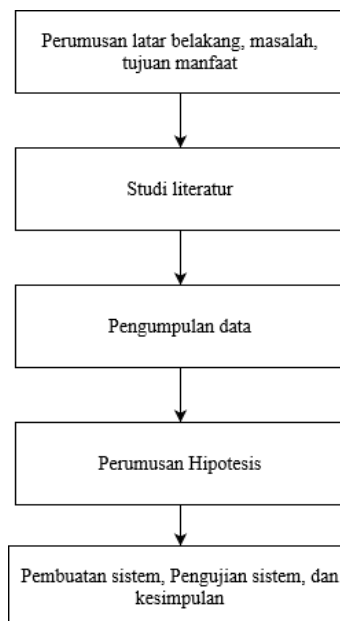 Perumusan latar belakang, masalah,
tujuan manfaat
Studi literatur
Pengumpulan data
Perumusan Hipotesis
Pembuatan sistem, Pengujian sistem, dan
kesimpulan